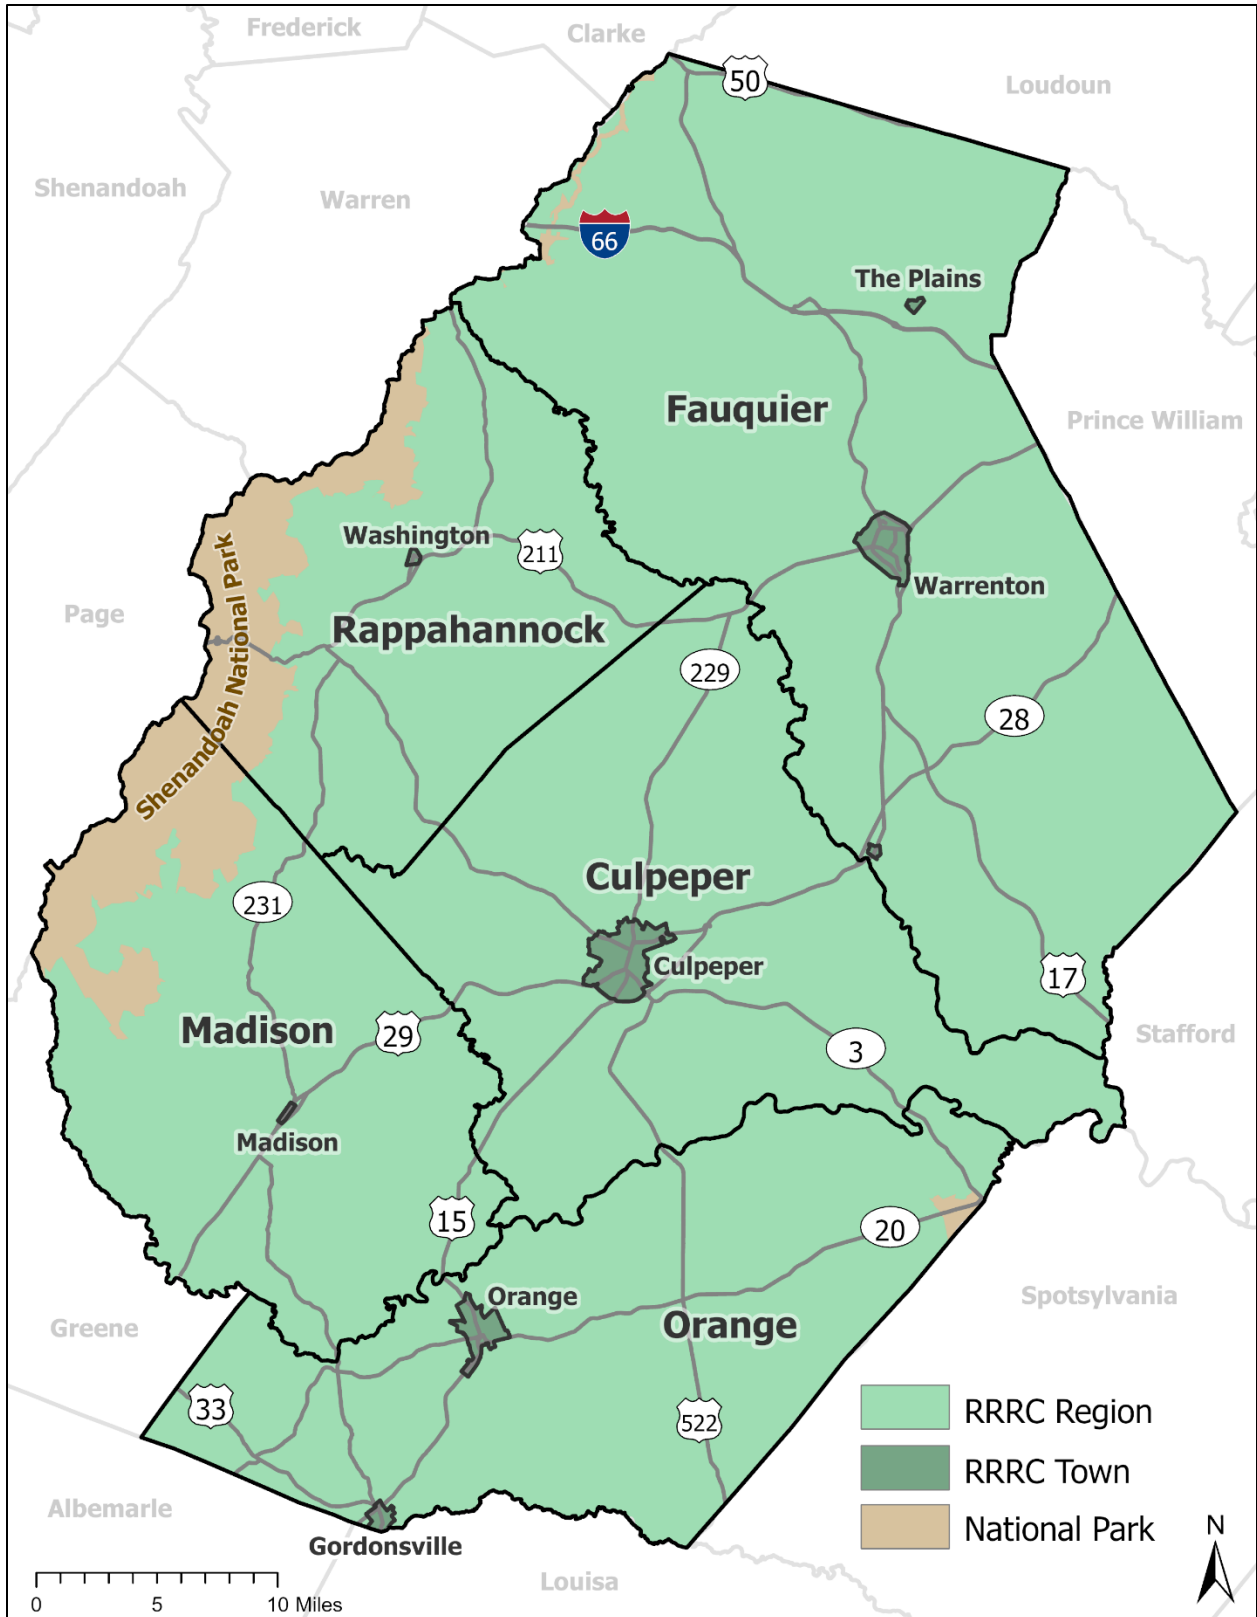 Frederick
Clarke
50
Loudoun
Shenandoah
Warren
66
The Plains
Fauquier
Prince William
Washington
211
Warrenton
Page
Shenandoah National Park
Rappahannock
229
28
Culpeper
231
Culpeper
17
Madison
29
3
Stafford
Madison
15
20
Orange
Spotsylvania
Greene
Orange
33
522
RRRC Region
RRRC Town
National Park
Albemarle
Gordonsville
N
Louisa
0 5 10 Miles